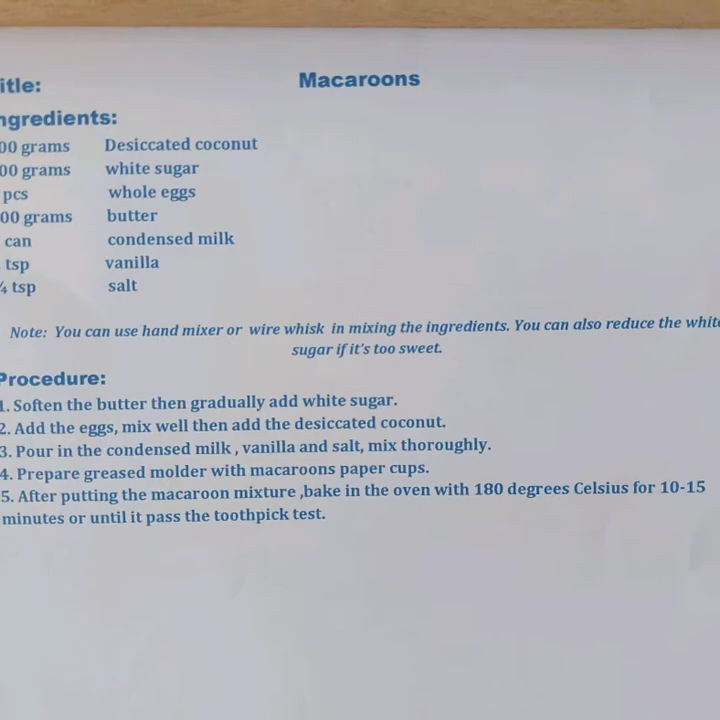 itle: Macaroons
ngredients:
00 grams Desiccated coconut
00 grams white sugar
pcs whole eggs
00 grams butter
can condensed milk
tsp vanilla
¼ tsp salt
Note: You can use hand mixer or wire whisk in mixing the ingredients. You can also reduce the white
sugar if it's too sweet.
Procedure:
1. Soften the butter then gradually add white sugar.
2. Add the eggs, mix well then add the desiccated coconut.
3. Pour in the condensed milk , vanilla and salt, mix thoroughly.
4. Prepare greased molder with macaroons paper cups.
5. After putting the macaroon mixture ,bake in the oven with 180 degrees Celsius for 10-15
minutes or until it pass the toothpick test.